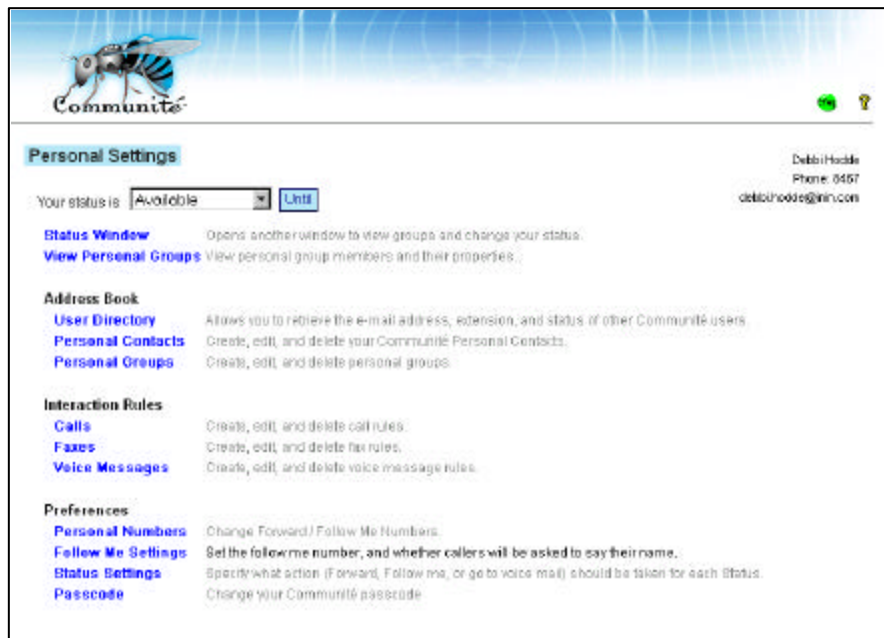 Communité
Personal Settings
Debbi Hodde
Phone: 8457
debbi.hodde@inin.com
Your status is Available Until
Status Window Opens another window to view groups and change your status.
View Personal Groups View personal group members and their properties.
Address Book
User Directory Allows you to retrieve the e-mail address, extension, and status of other Communité users.
Personal Contacts Create, edit, and delete your Communité Personal Contacts.
Personal Groups Create, edit, and delete personal groups.
Interaction Rules
Calls Create, edit, and delete call rules.
Faxes Create, edit, and delete fax rules.
Voice Messages Create, edit, and delete voice message rules.
Preferences
Personal Numbers Change Forward / Follow Me Numbers.
Follow Me Settings Set the follow me number, and whether callers will be asked to say their name.
Status Settings Specify what action (Forward, Follow me, or go to voice mail) should be taken for each Status.
Passcode Change your Communité passcode